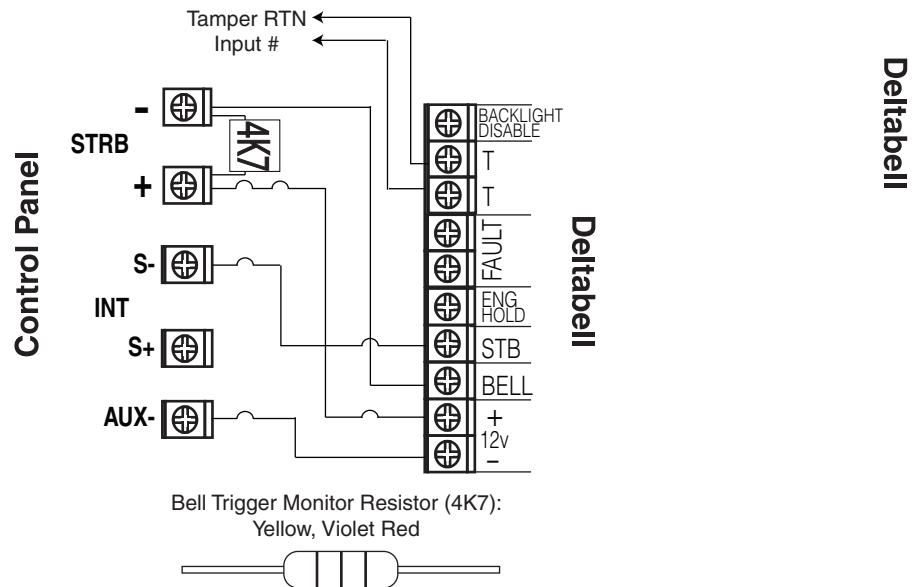 Tamper RTN
Input #
Control Panel
-
STRB
+
S-
INT
S+
AUX-
4K7
BACKLIGHT
DISABLE
T
T
FAULT
ENG
HOLD
STB
BELL
+
12v
-
Deltabell
Deltabell
Bell Trigger Monitor Resistor (4K7):
Yellow, Violet Red